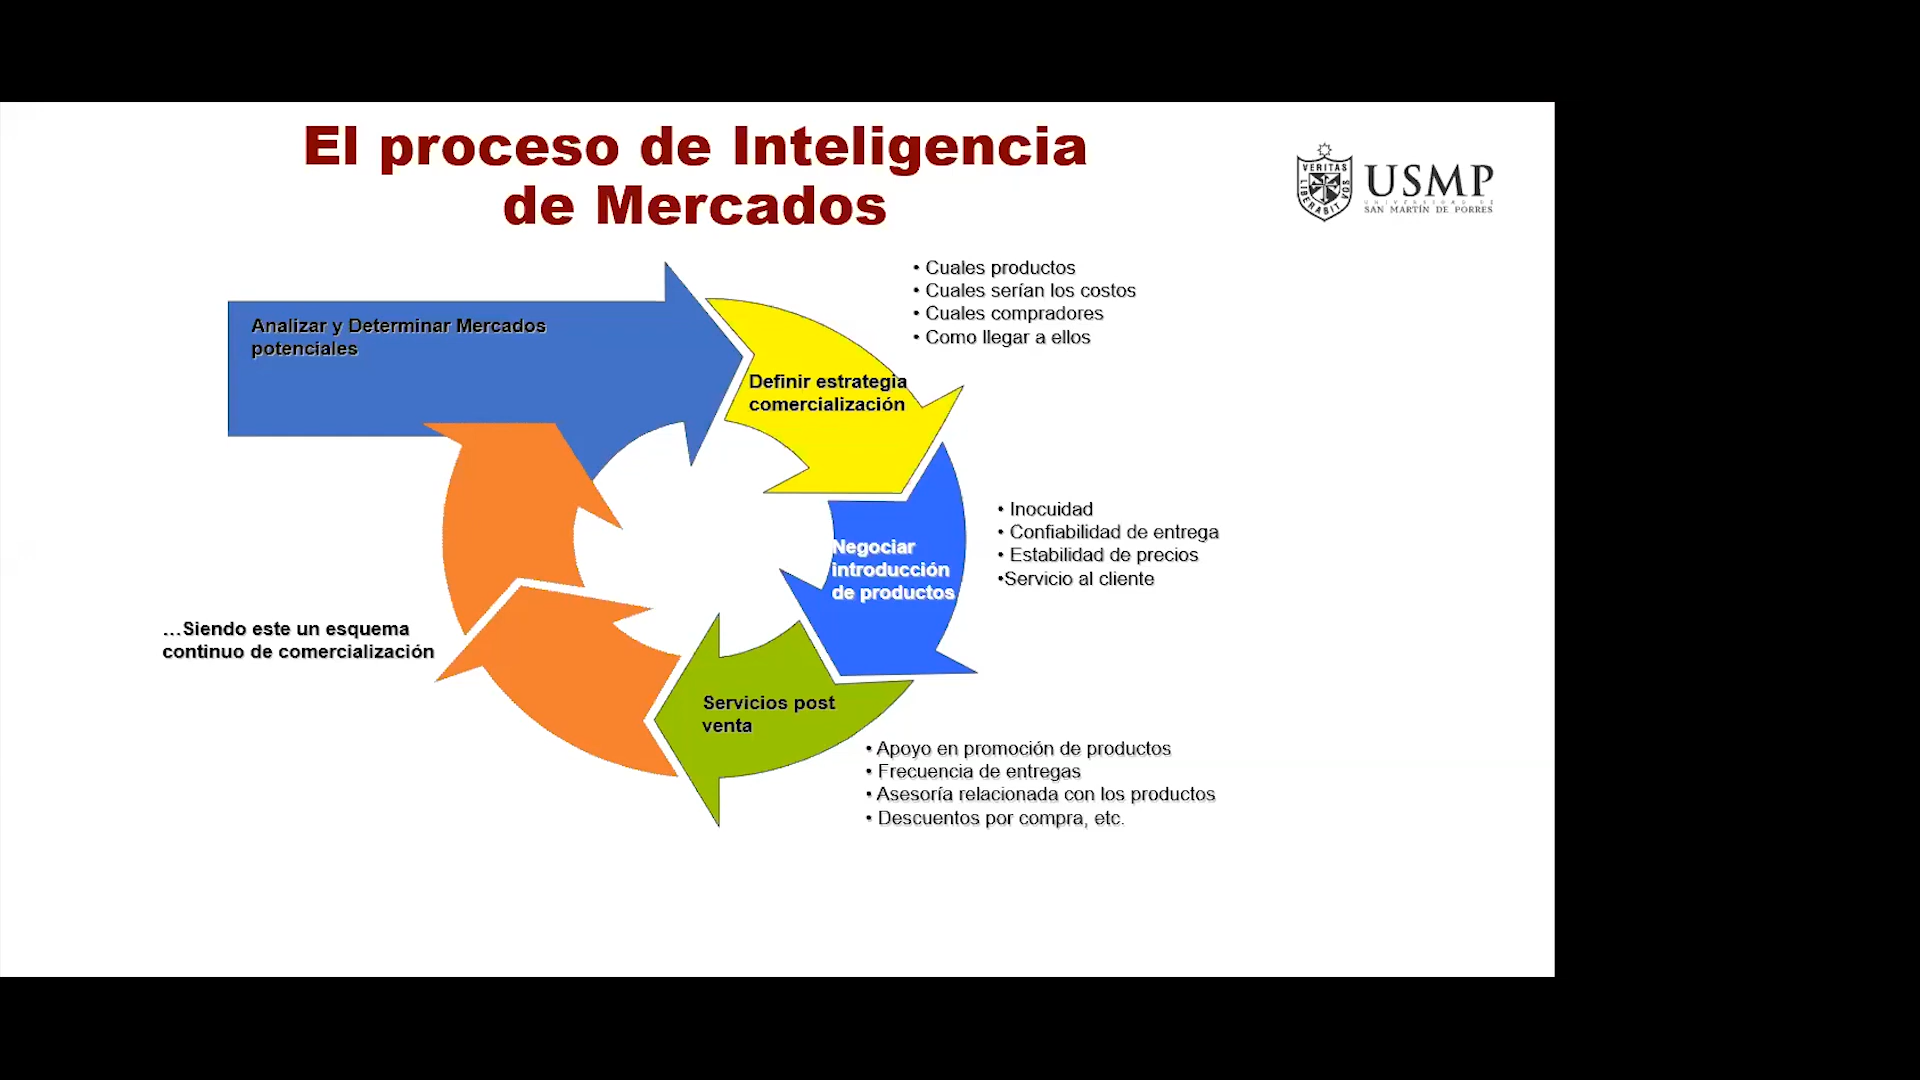 El proceso de Inteligencia
de Mercados
VERITAS
LIBERABIT VOS
USMP
UNIVERSIDAD DE
SAN MARTÍN DE PORRES
• Cuales productos
• Cuales serían los costos
• Cuales compradores
• Como llegar a ellos
Analizar y Determinar Mercados
potenciales
Definir estrategia
comercialización
• Inocuidad
• Confiabilidad de entrega
• Estabilidad de precios
•Servicio al cliente
Negociar
introducción
de productos
...Siendo este un esquema
continuo de comercialización
Servicios post
venta
• Apoyo en promoción de productos
• Frecuencia de entregas
• Asesoría relacionada con los productos
• Descuentos por compra, etc.